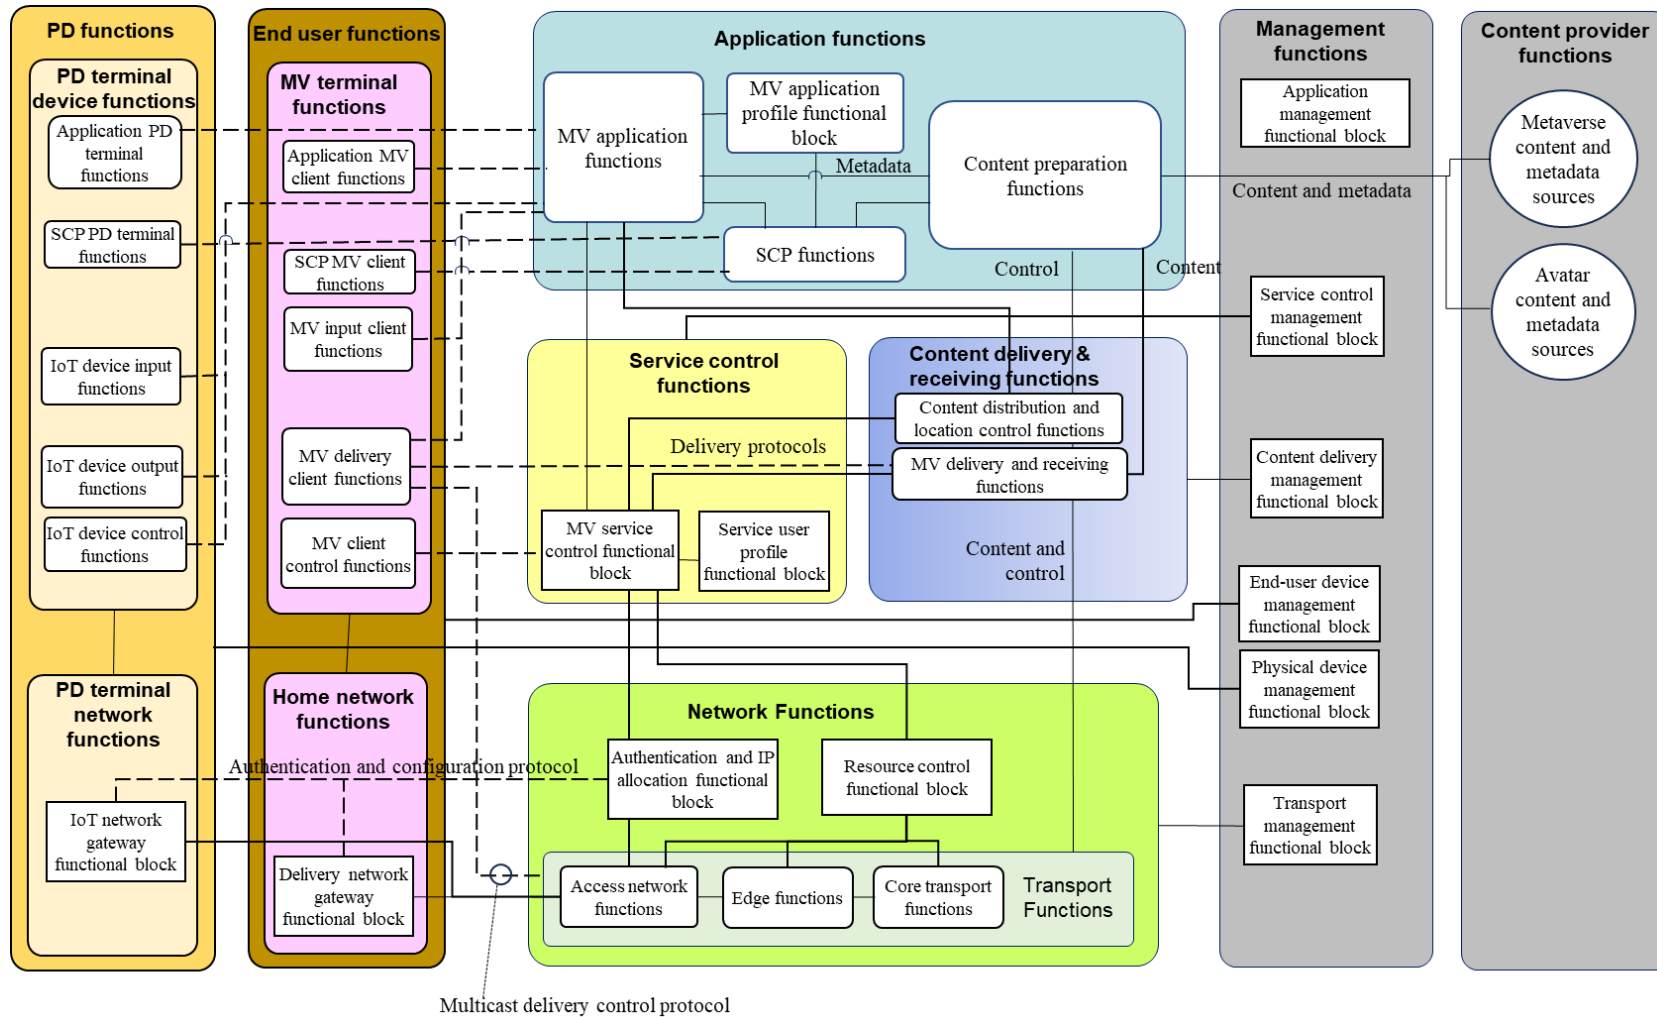 PD functions
PD terminal
device functions
Application PD
terminal
functions
SCP PD terminal
functions
IoT device input
functions
IoT device output
functions
IoT device control
functions
PD terminal
network
functions
IoT network
gateway
functional block
End user functions
MV terminal
functions
Application MV
client functions
SCP MV client
functions
MV input client
functions
MV delivery
client functions
MV client
control functions
Home network
functions
Authentication and configuration protocol
Delivery network
gateway
functional block
Multicast delivery control protocol
Application functions
MV application
functions
MV application
profile functional
block
Metadata
Content preparation
functions
SCP functions
Control
Content
Content and metadata
Service control
functions
Delivery protocols
MV service
control functional
block
Service user
profile
functional block
Content delivery &
receiving functions
Content distribution and
location control functions
MV delivery and receiving
functions
Content and
control
Network Functions
Authentication and IP
allocation functional
block
Resource control
functional block
Access network
functions
Edge functions
Core transport
functions
Transport
Functions
Management
functions
Application
management
functional block
Service control
management
functional block
Content delivery
management
functional block
End-user device
management
functional block
Physical device
management
functional block
Transport
management
functional block
Content provider
functions
Metaverse
content and
metadata
sources
Avatar
content and
metadata
sources